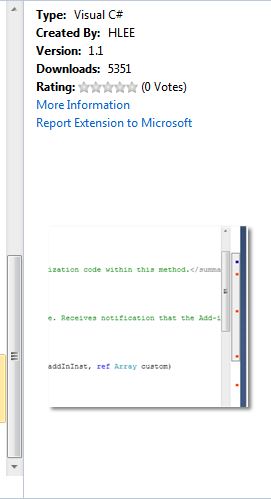 Type: Visual C#
Created By: HLEE
Version: 1.1
Downloads: 5351
Rating: (0 Votes)
More Information
Report Extension to Microsoft
ization code within this method.</summa
e. Receives notification that the Add-i
addInInst, ref Array custom)